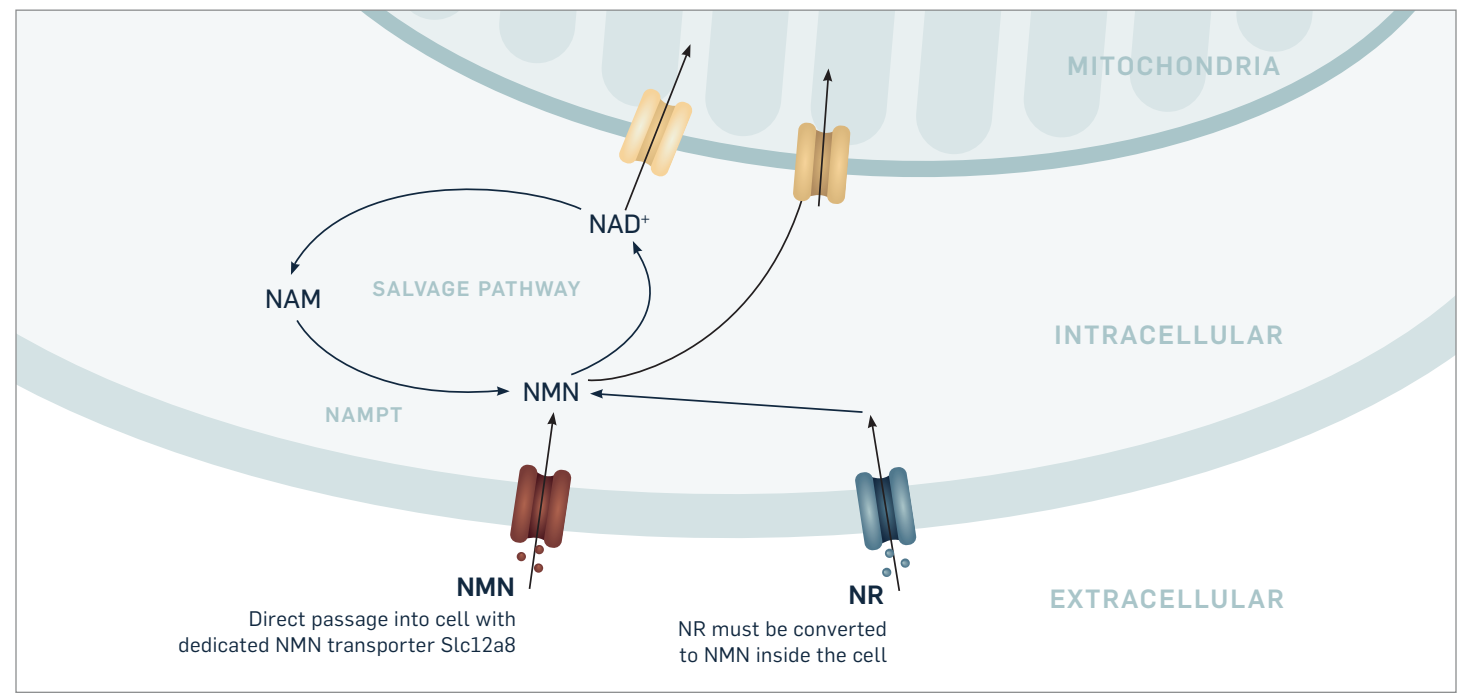 MITOCHONDRIA
NAD⁺
SALVAGE PATHWAY
NAM
INTRACELLULAR
NMN
NAMPT
NMN
Direct passage into cell with
dedicated NMN transporter Slc12a8
NR
NR must be converted
to NMN inside the cell
EXTRACELLULAR